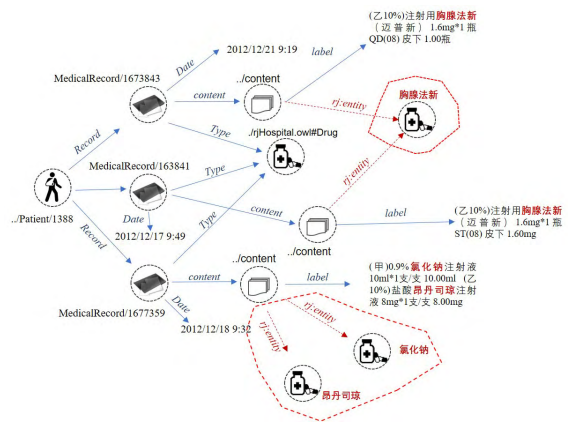 (乙10%)注射用胸腺法新
(迈普新) 1.6mg*1瓶
QD(08) 皮下 1.00瓶
label
2012/12/21 9:19
Date
../content
MedicalRecord/1673843
content
胸腺法新
rj:entity
Type
./rjHospital.owl#Drug
Record
MedicalRecord/163841
Type
rj:entity
../Patient/1388
Date
Type
content
label
(乙10%)注射用胸腺法新
(迈普新) 1.6mg*1瓶
ST(08)皮下 1.60mg
Record
2012/12/17 9:49
../content
../content
content
label
(甲)0.9%氯化钠注射液
10ml*1支/支 10.00ml (乙
10%)盐酸昂丹司琼注射
液 8mg*1支/支 8.00mg
MedicalRecord/1677359
Date
2012/12/18 9:32
rj:entity
rj:entity
氯化钠
昂丹司琼